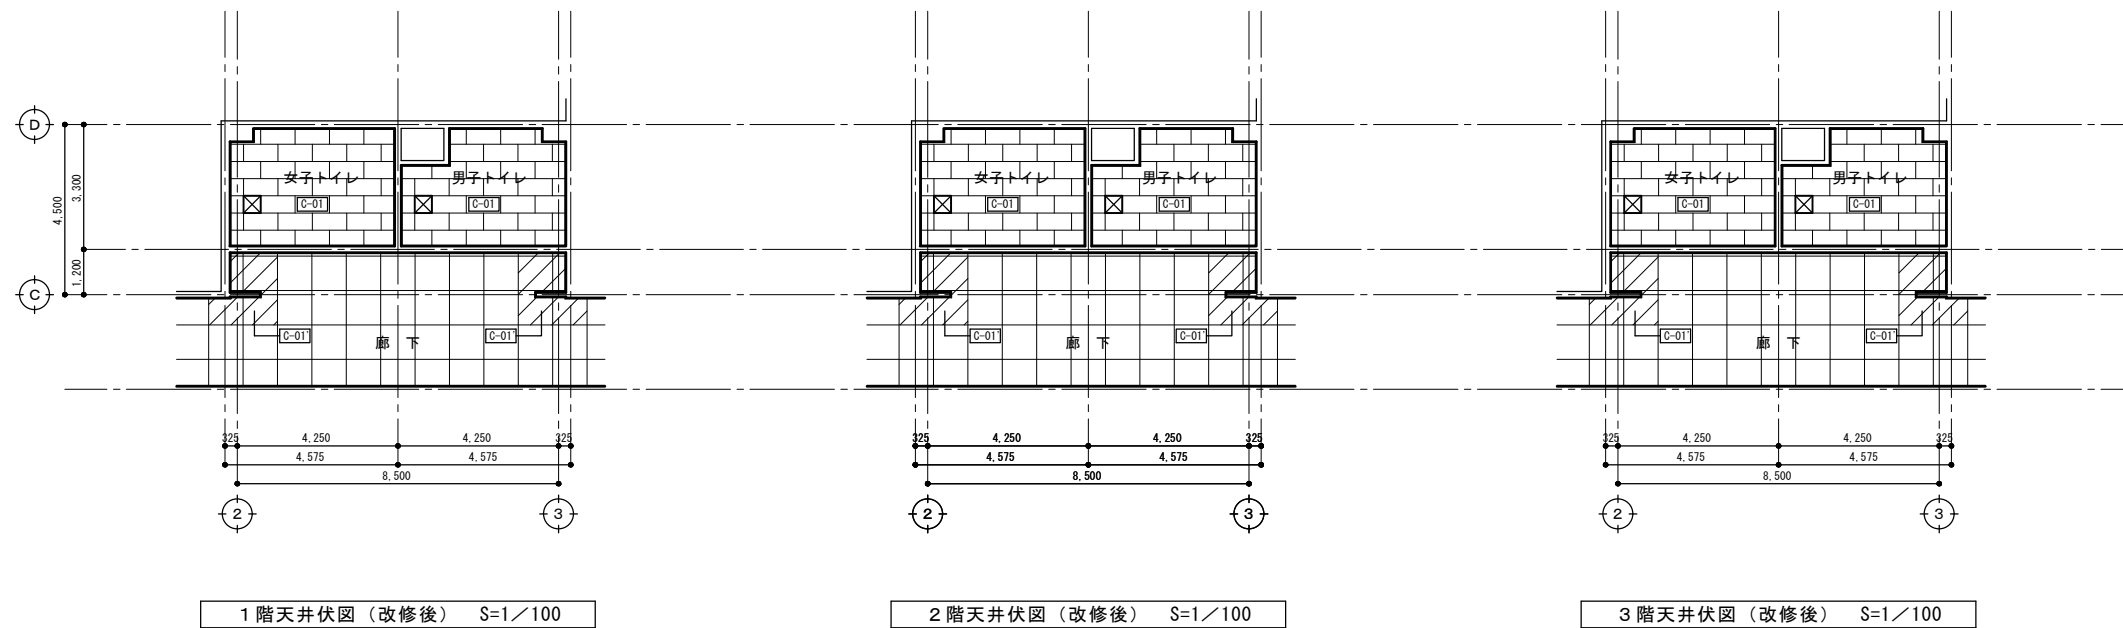 D
4,500
3,300
1,200
C
女子トイレ
男子トイレ
C-01
C-01
C-01'
C-01'
廊 下
325
4,250
4,250
325
4,575
4,575
8,500
2
3
1階天井伏図(改修後) S=1/100
女子トイレ
男子トイレ
C-01
C-01
C-01'
C-01'
廊 下
325
4,250
4,250
325
4,575
4,575
8,500
2
3
2階天井伏図(改修後) S=1/100
女子トイレ
男子トイレ
C-01
C-01
C-01'
C-01'
廊 下
325
4,250
4,250
325
4,575
4,575
8,500
2
3
3階天井伏図(改修後) S=1/100